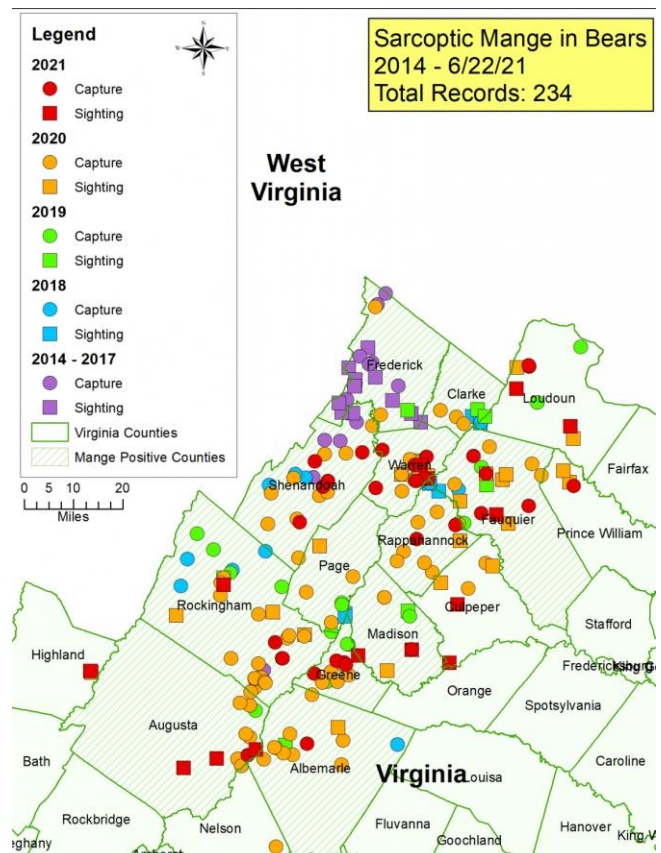 Legend
N
W
E
S
2021
Capture
Sighting
2020
Capture
Sighting
2019
Capture
Sighting
2018
Capture
Sighting
2014 - 2017
Capture
Sighting
Virginia Counties
Mange Positive Counties
0 5 10 20
Miles
Sarcoptic Mange in Bears
2014 - 6/22/21
Total Records: 234
West
Virginia
Frederick
Clarke
Loudoun
Fairfax
Warren
Shenandoah
Fauquier
Prince William
Rappahannock
Page
Rockingham
Culpeper
Stafford
Madison
Highland
Greene
Orange
Fredericksburg
Spotsylvania
Augusta
Bath
Albemarle
Virginia
Louisa
Caroline
Rockbridge
Nelson
Fluvanna
Hanover
Goochland
King W
eghany